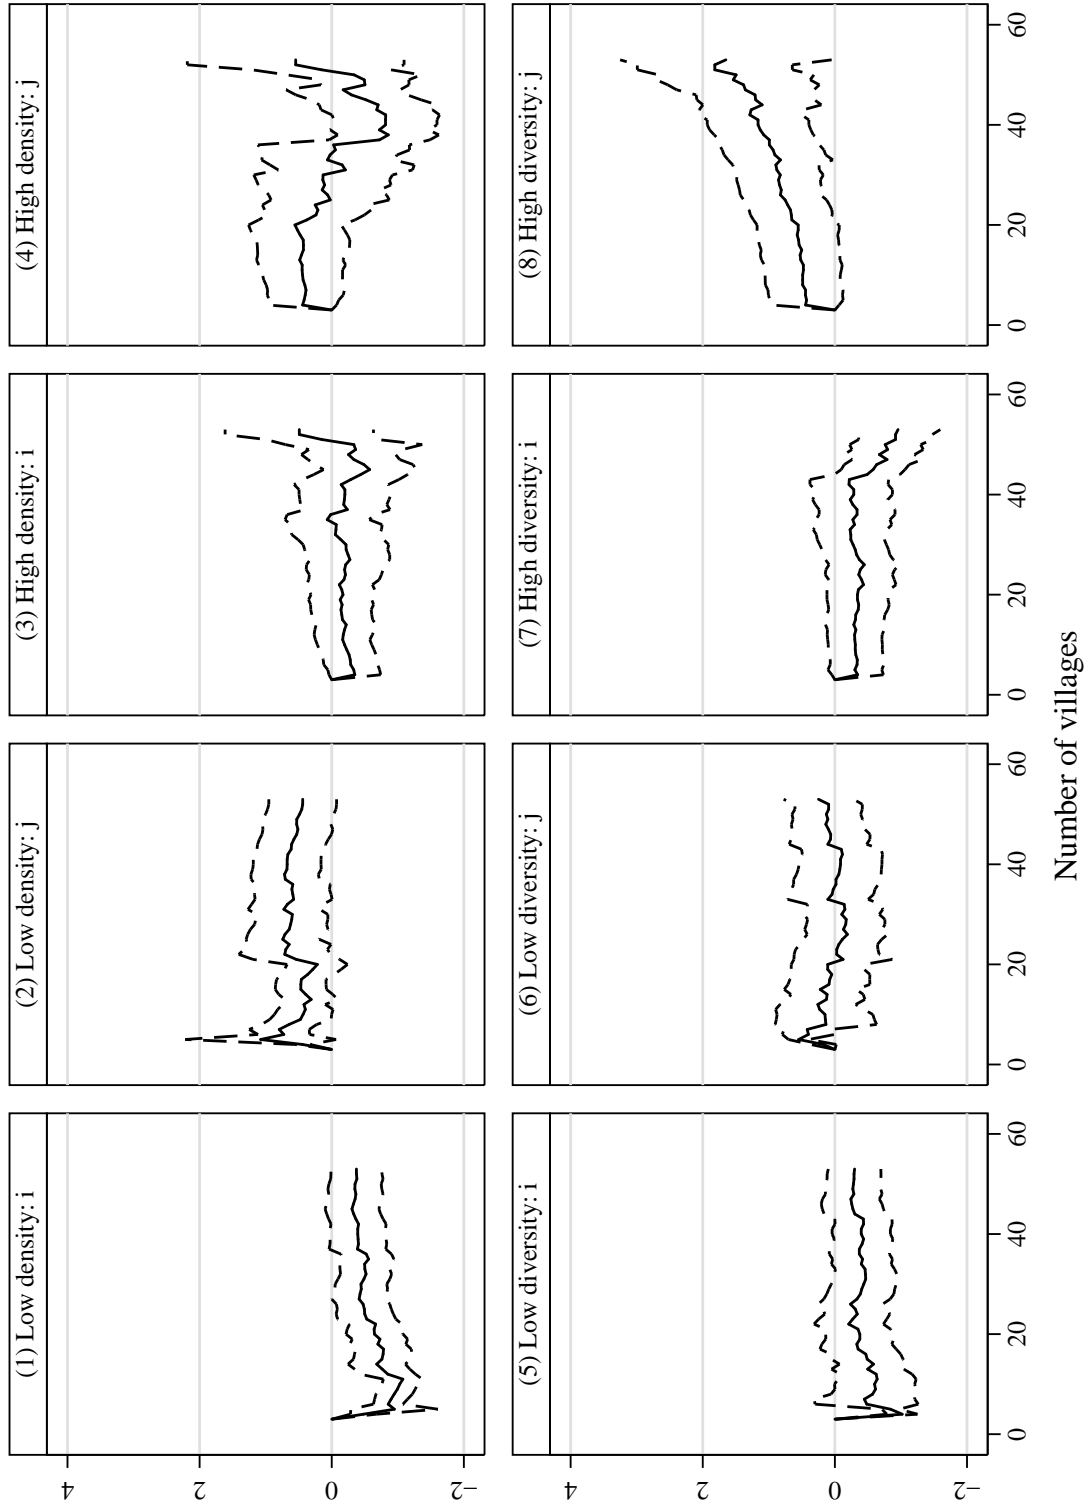 (1) Low density: i
(2) Low density: j
(3) High density: i
(4) High density: j
4
2
0
−2
(5) Low diversity: i
(6) Low diversity: j
(7) High diversity: i
(8) High diversity: j
4
2
0
−2
0 20 40 60
0 20 40 60
0 20 40 60
0 20 40 60
Number of villages